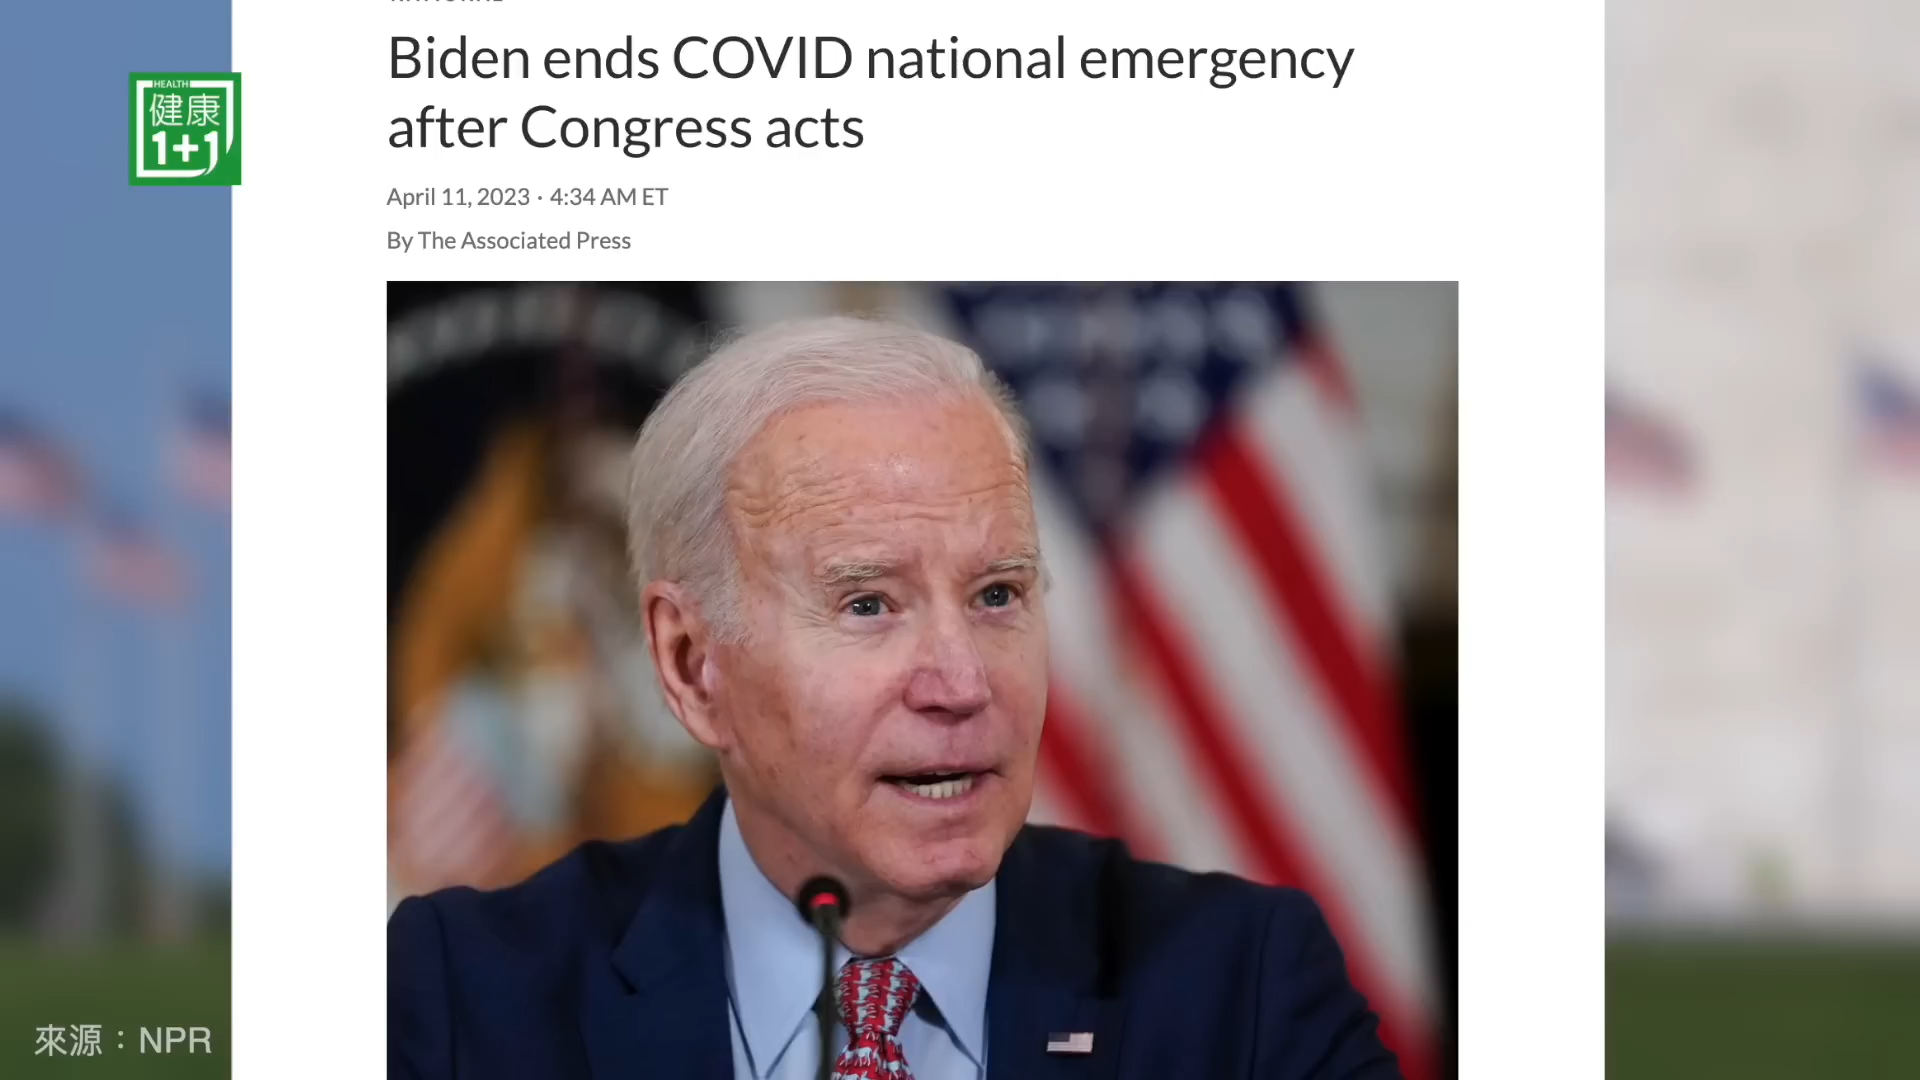 HEALTH
健康
1+1
Biden ends COVID national emergency
after Congress acts
April 11, 2023 · 4:34 AM ET
By The Associated Press
來源：NPR